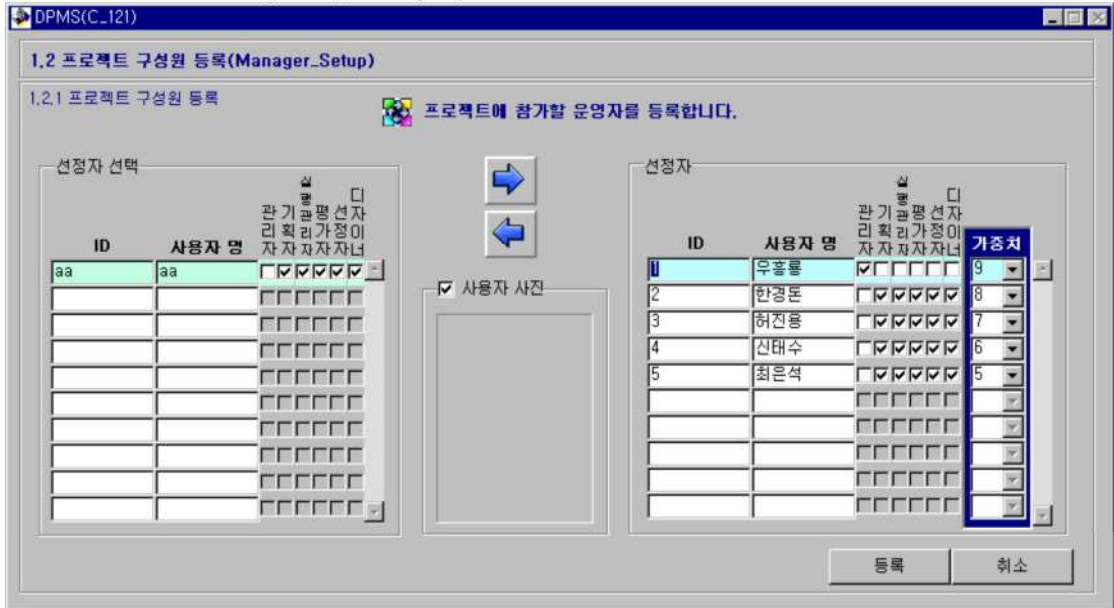 DPMS(C_121)
1.2 프로젝트 구성원 등록(Manager_Setup)
1.2.1 프로젝트 구성원 등록
프로젝트에 참가할 운영자를 등록합니다.
선정자 선택
ID 사용자 명 관리자 기획자 실행관리자 평가자 선정자 디자이너
aa aa
사용자 사진
선정자
ID 사용자 명 관리자 기획자 실행관리자 평가자 선정자 디자이너 가중치
1 우흥룡 9
2 한경돈 8
3 허진용 7
4 신태수 6
5 최은석 5
등록 취소